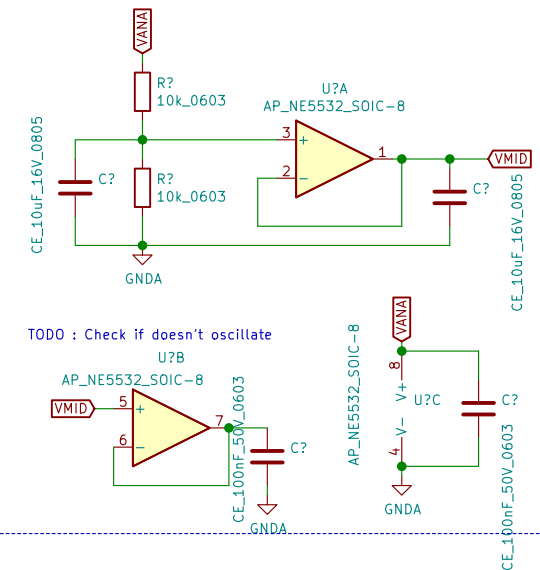 VANA
R?
10k_0603
U?A
AP_NE5532_SOIC-8
CE_10uF_16V_0805
C?
3
+
2
-
1
VMID
R?
10k_0603
C?
CE_10uF_16V_0805
GNDA
TODO : Check if doesn't oscillate
U?B
AP_NE5532_SOIC-8
VMID
5
+
6
-
7
CE_100nF_50V_0603
C?
GNDA
VANA
AP_NE5532_SOIC-8
8
V+
U?C
V-
4
C?
CE_100nF_50V_0603
GNDA